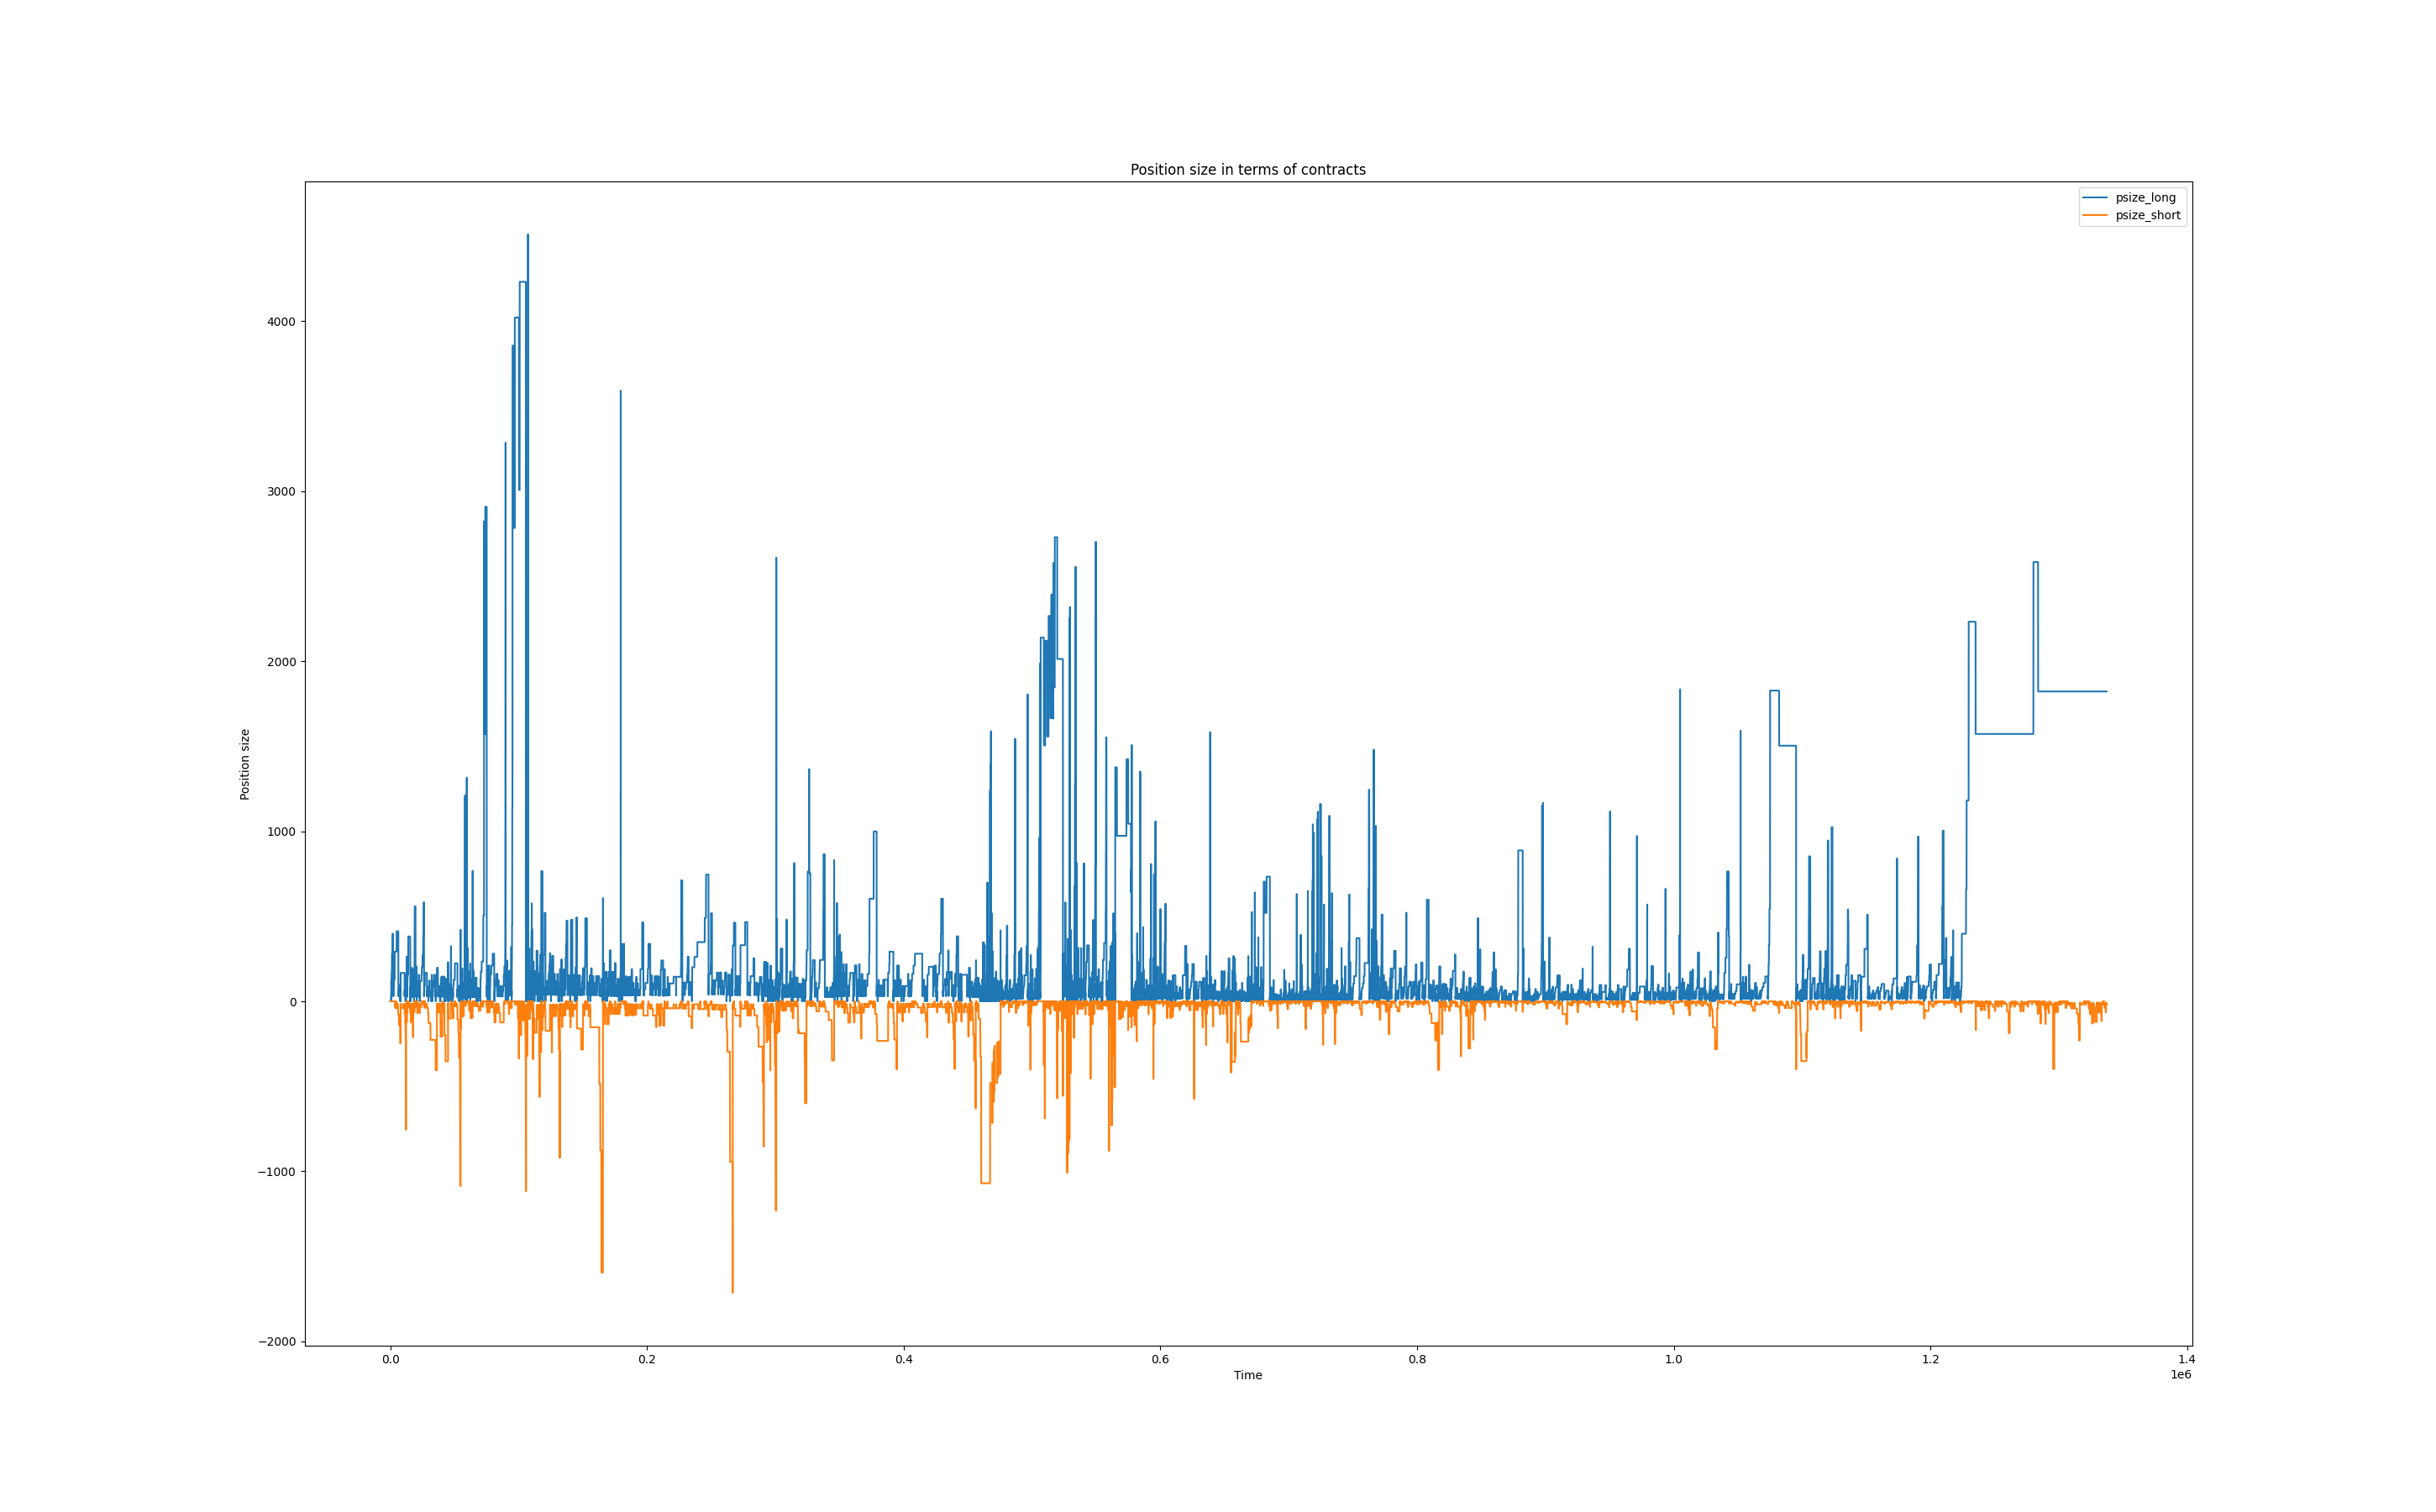 Position size in terms of contracts
psize_long
psize_short
Position size
4000
3000
2000
1000
0
−1000
−2000
0.0 0.2 0.4 0.6 0.8 1.0 1.2 1.4
Time
1e6